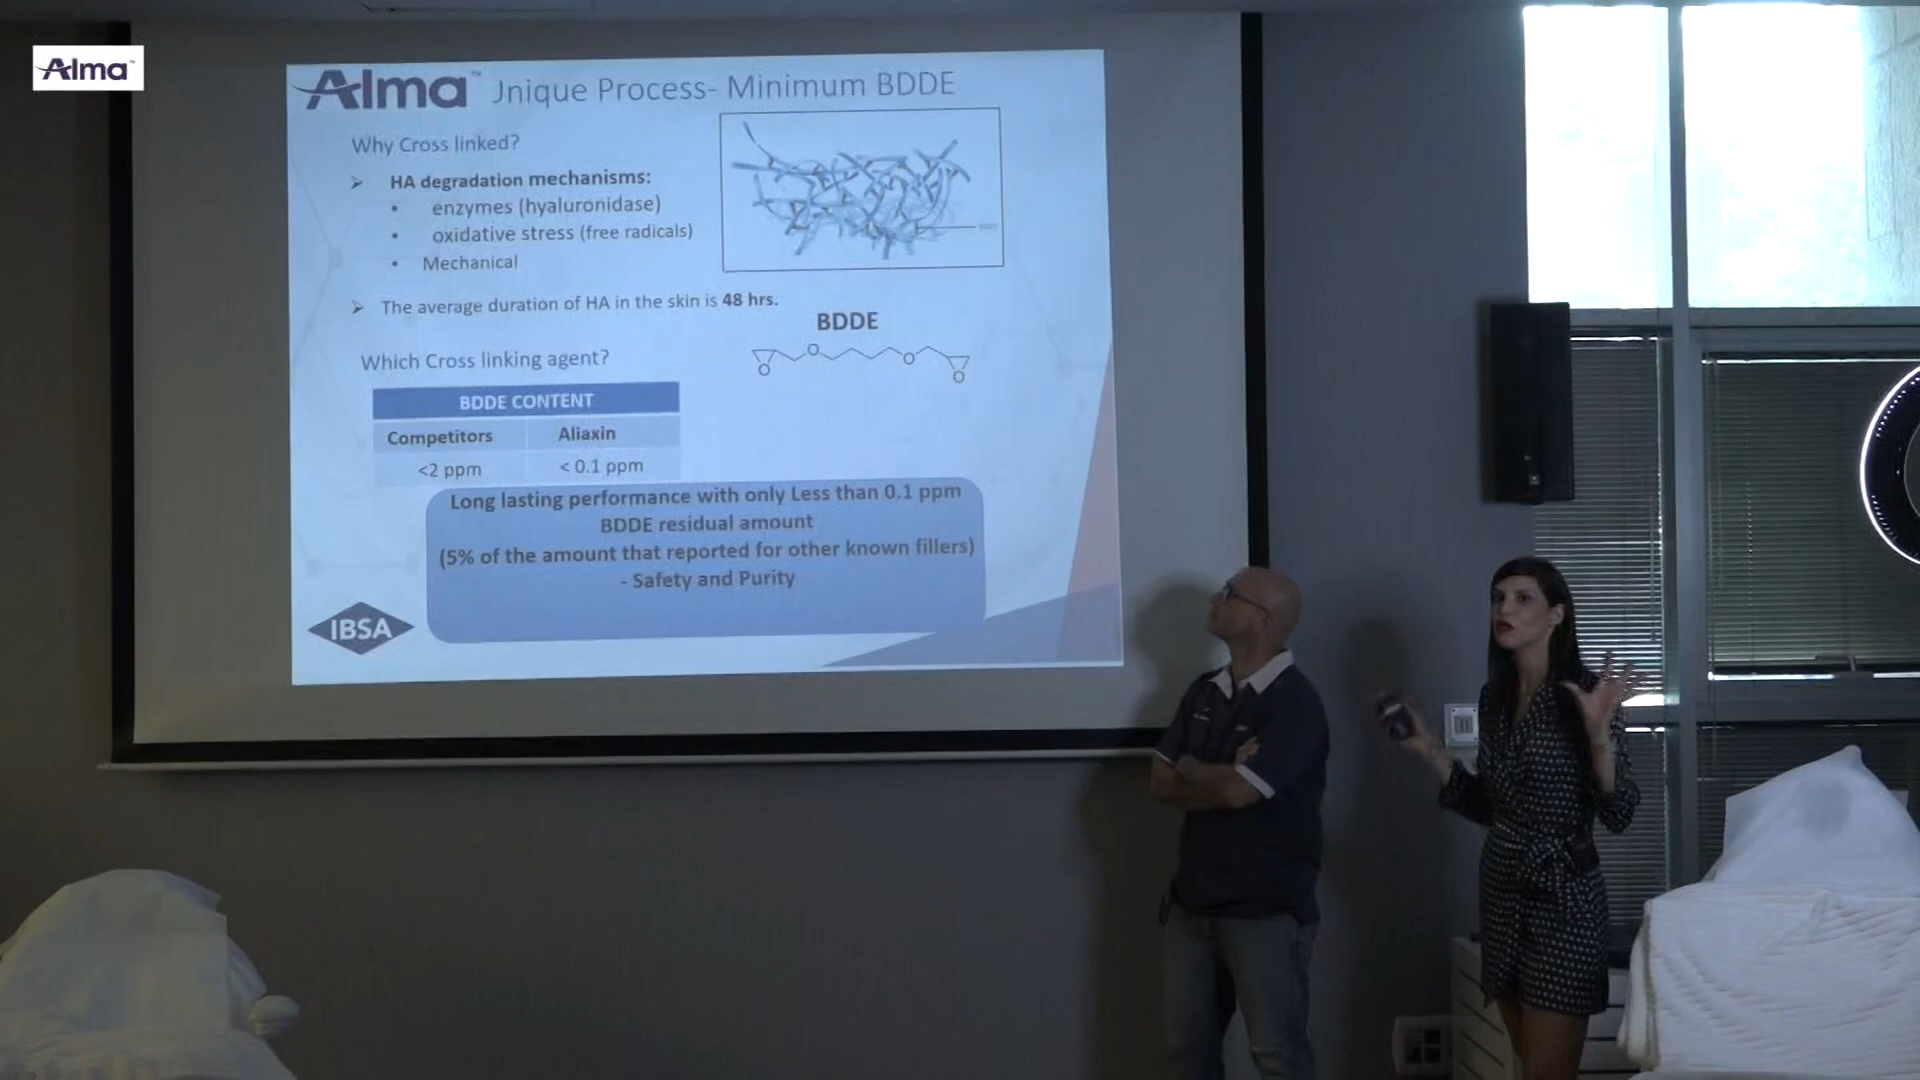 Alma™
Alma™ Jnique Process- Minimum BDDE
Why Cross linked?
➢ HA degradation mechanisms:
• enzymes (hyaluronidase)
• oxidative stress (free radicals)
• Mechanical
➢ The average duration of HA in the skin is 48 hrs.
BDDE
O O
O O
Which Cross linking agent?
BDDE CONTENT
Competitors Aliaxin
<2 ppm < 0.1 ppm
Long lasting performance with only Less than 0.1 ppm
BDDE residual amount
(5% of the amount that reported for other known fillers)
- Safety and Purity
IBSA